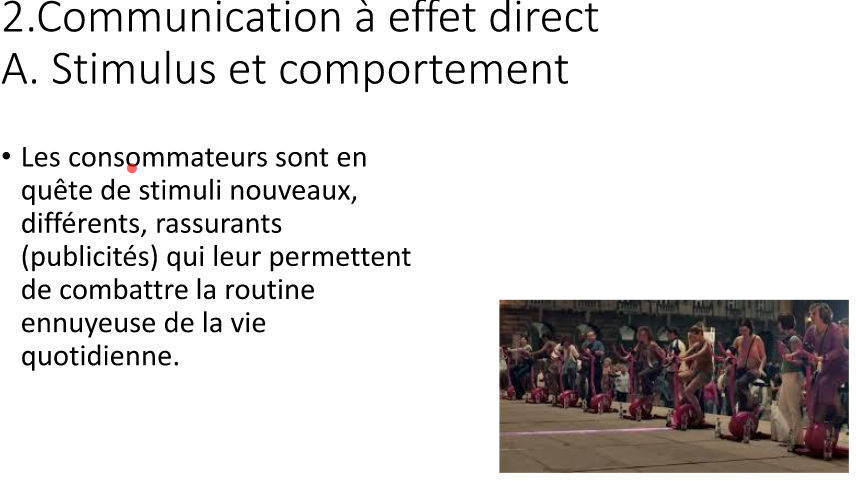 2.Communication à effet direct
A. Stimulus et comportement
• Les consommateurs sont en
quête de stimuli nouveaux,
différents, rassurants
(publicités) qui leur permettent
de combattre la routine
ennuyeuse de la vie
quotidienne.